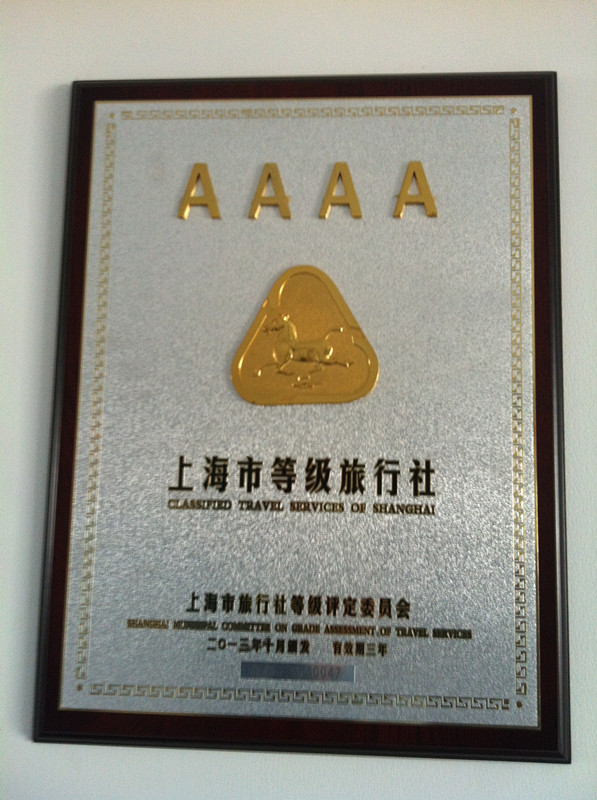 AAAA
上海市等级旅行社
CLASSIFIED TRAVEL SERVICES OF SHANGHAI
上海市旅行社等级评定委员会
SHANGHAI MUNICIPAL COMMITTEE ON GRADE ASSESSMENT OF TRAVEL SERVICES
二〇一三年十月颁发 有效期三年